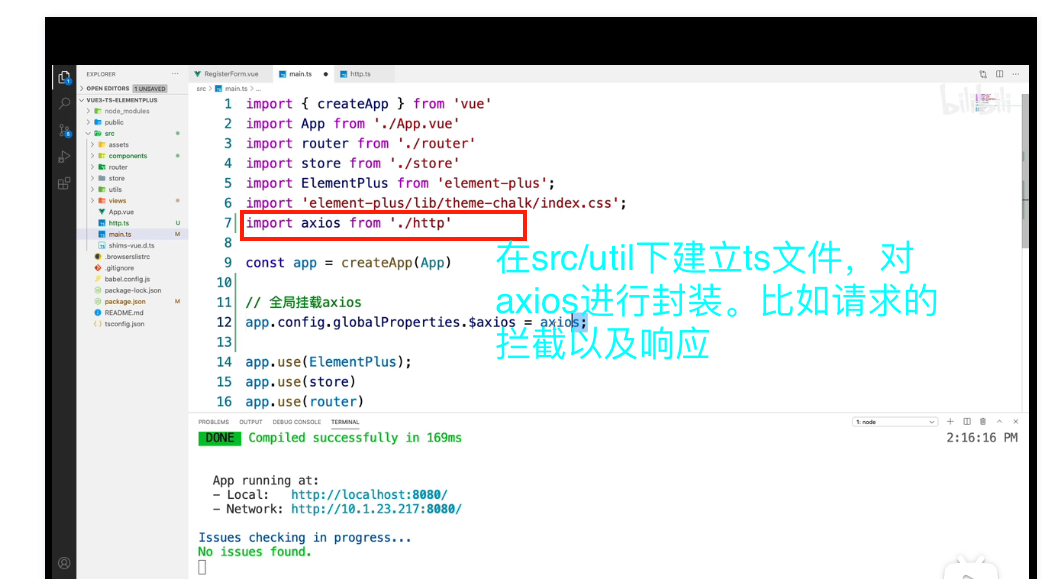 EXPLORER
OPEN EDITORS 1 UNSAVED
VUE3-TS-ELEMENTPLUS
node_modules
public
src
assets
components
router
store
utils
views
App.vue
http.ts U
main.ts M
shims-vue.d.ts
.browserslistrc
.gitignore
babel.config.js
package-lock.json
package.json M
README.md
tsconfig.json
RegisterForm.vue main.ts http.ts
src > main.ts > ...
1 import { createApp } from 'vue'
2 import App from './App.vue'
3 import router from './router'
4 import store from './store'
5 import ElementPlus from 'element-plus';
6 import 'element-plus/lib/theme-chalk/index.css';
7 import axios from './http'
8
9 const app = createApp(App)
10
11 // 全局挂载axios
12 app.config.globalProperties.$axios = axios;
13
14 app.use(ElementPlus);
15 app.use(store)
16 app.use(router)
在src/util下建立ts文件，对
axios进行封装。比如请求的
拦截以及响应
bilibili
PROBLEMS OUTPUT DEBUG CONSOLE TERMINAL 1: node
DONE Compiled successfully in 169ms 2:16:16 PM
App running at:
- Local: http://localhost:8080/
- Network: http://10.1.23.217:8080/
Issues checking in progress...
No issues found.